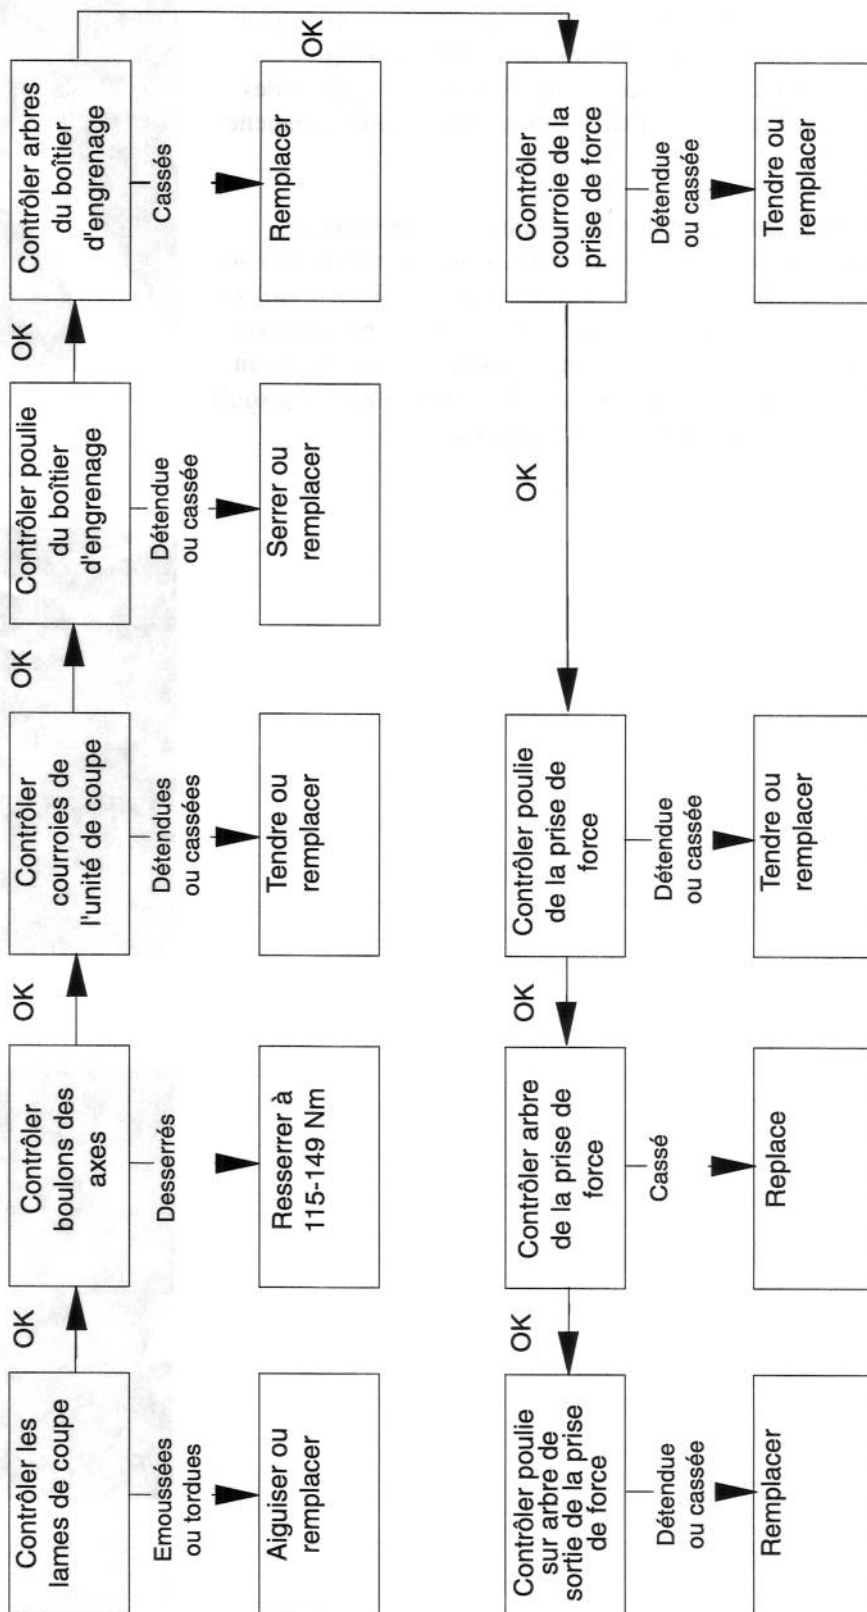 Contrôler les
lames de coupe
Emoussées
ou tordues
Aiguiser ou
remplacer
OK
Contrôler
boulons des
axes
Desserrés
Resserrer à
115-149 Nm
OK
Contrôler
courroies de
l'unité de coupe
Détendues
ou cassées
Tendre ou
remplacer
OK
Contrôler poulie
du boîtier
d'engrenage
Détendue
ou cassée
Serrer ou
remplacer
OK
Contrôler arbres
du boîtier
d'engrenage
Cassés
Remplacer
OK
Contrôler
courroie de la
prise de force
Détendue
ou cassée
Tendre ou
remplacer
OK
Contrôler poulie
de la prise de
force
Détendue
ou cassée
Tendre ou
remplacer
OK
Contrôler arbre
de la prise de
force
Cassé
Replace
OK
Contrôler poulie
sur arbre de
sortie de la prise
de force
Détendue
ou cassée
Remplacer